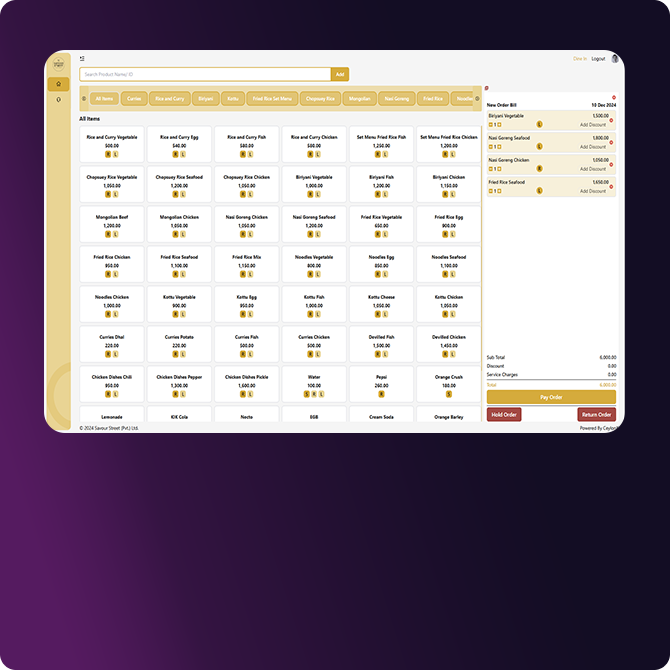 Dine In Logout
Search Product Name/ ID Add
All Items Curries Rice and Curry Biriyani Kottu Fried Rice Set Menu Chopsuey Rice Mongolian Nasi Goreng Fried Rice Noodles
New Order Bill 10 Dec 2024
All Items
Biriyani Vegetable 1,500.00
1 L Add Discount
Nasi Goreng Seafood 1,800.00
1 L Add Discount
Nasi Goreng Chicken 1,050.00
1 R Add Discount
Fried Rice Seafood 1,650.00
1 L Add Discount
Rice and Curry Vegetable Rice and Curry Egg Rice and Curry Fish Rice and Curry Chicken Set Menu Fried Rice Fish Set Menu Fried Rice Chicken
500.00 540.00 580.00 580.00 1,250.00 1,200.00
R L R L R L R L R L R L
Chopsuey Rice Vegetable Chopsuey Rice Seafood Chopsuey Rice Chicken Biriyani Vegetable Biriyani Fish Biriyani Chicken
1,050.00 1,200.00 1,050.00 1,000.00 1,200.00 1,150.00
R L R L R L R L R L R L
Mongolian Beef Mongolian Chicken Nasi Goreng Chicken Nasi Goreng Seafood Fried Rice Vegetable Fried Rice Egg
1,200.00 1,050.00 1,050.00 1,200.00 650.00 900.00
R L R L R L R L R L R L
Fried Rice Chicken Fried Rice Seafood Fried Rice Mix Noodles Vegetable Noodles Egg Noodles Seafood
950.00 1,100.00 1,150.00 800.00 850.00 1,100.00
R L R L R L R L R L R L
Noodles Chicken Kottu Vegetable Kottu Egg Kottu Fish Kottu Cheese Kottu Chicken
1,000.00 900.00 950.00 1,000.00 1,050.00 1,050.00
R L R L R L R L R L R L
Curries Dhal Curries Potato Curries Fish Curries Chicken Devilled Fish Devilled Chicken
220.00 220.00 500.00 500.00 1,500.00 1,450.00
R L R L R L R L R L R L
Chicken Dishes Chili Chicken Dishes Pepper Chicken Dishes Pickle Water Pepsi Orange Crush
950.00 1,300.00 1,600.00 100.00 260.00 180.00
R L R L R L S R L R S
Lemonade KIK Cola Necto EGB Cream Soda Orange Barley
Sub Total 6,000.00
Discount 0.00
Service Charges 0.00
Total 6,000.00
Pay Order
Hold Order Return Order
© 2024 Savour Street (Pvt.) Ltd. Powered By